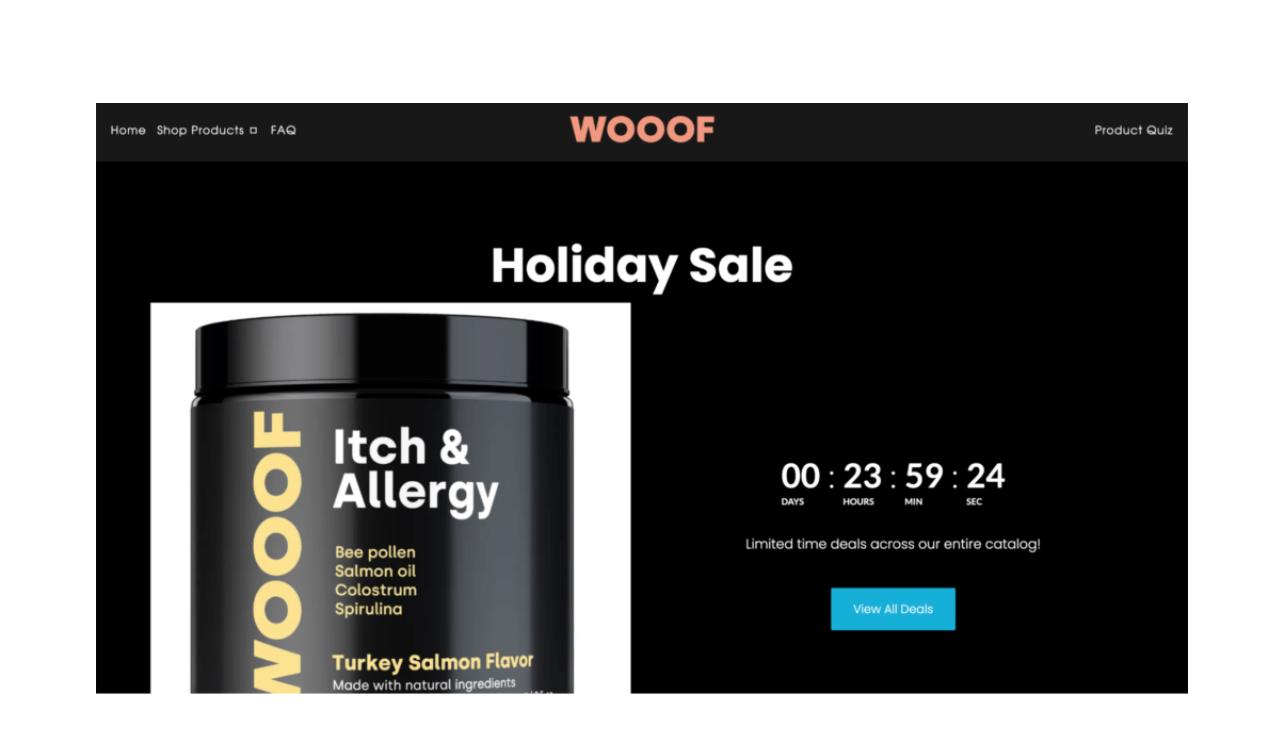 Home Shop Products FAQ
WOOOF
Product Quiz
Holiday Sale
WOOOF
Itch &
Allergy
Bee pollen
Salmon oil
Colostrum
Spirulina
Turkey Salmon Flavor
Made with natural ingredients
00 : 23 : 59 : 24
DAYS HOURS MIN SEC
Limited time deals across our entire catalog!
View All Deals